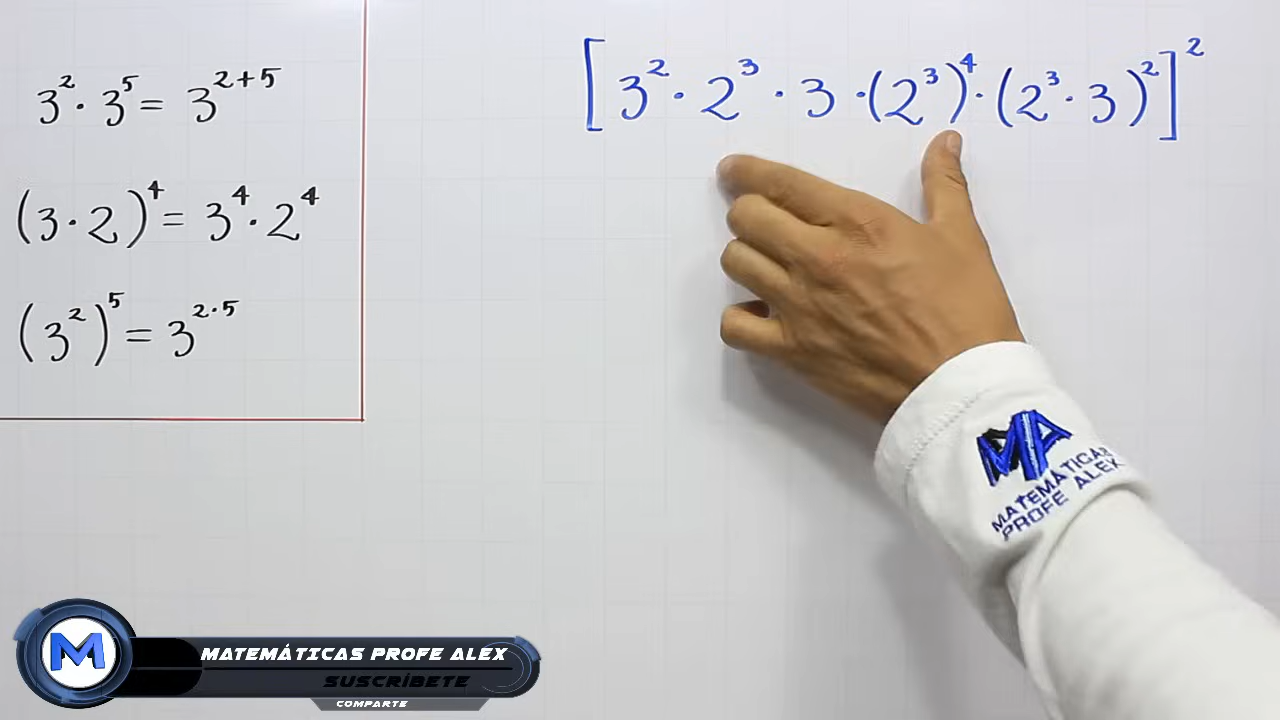 3² · 3⁵ = 3²⁺⁵
(3 · 2)⁴ = 3⁴ · 2⁴
(3²)⁵ = 3²·⁵
[3² · 2³ · 3 · (2³)⁴ · (2³ · 3)²]²
MA
MATEMÁTICAS
PROFE ALEX
M
MATEMÁTICAS PROFE ALEX
SUSCRÍBETE
COMPARTE